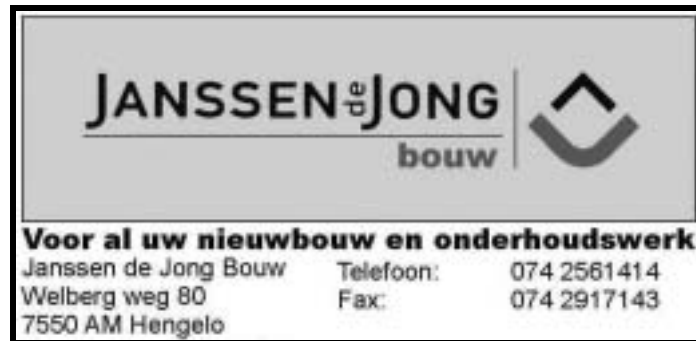 JANSSEN de JONG
bouw
Voor al uw nieuwbouw en onderhoudswerk
Janssen de Jong Bouw Telefoon: 074 2561414
Welberg weg 80 Fax: 074 2917143
7550 AM Hengelo